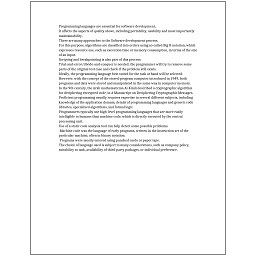 Programming languages are essential for software development.
It affects the aspects of quality above, including portability, usability and most importantly
maintainability.
There are many approaches to the Software development process.
For this purpose, algorithms are classified into orders using so-called Big O notation, which
expresses resource use, such as execution time or memory consumption, in terms of the size
of an input.
Scripting and breakpointing is also part of this process.
Trial-and-error/divide-and-conquer is needed: the programmer will try to remove some
parts of the original test case and check if the problem still exists.
Ideally, the programming language best suited for the task at hand will be selected.
However, with the concept of the stored-program computer introduced in 1949, both
programs and data were stored and manipulated in the same way in computer memory.
In the 9th century, the Arab mathematician Al-Kindi described a cryptographic algorithm
for deciphering encrypted code, in A Manuscript on Deciphering Cryptographic Messages.
Proficient programming usually requires expertise in several different subjects, including
knowledge of the application domain, details of programming languages and generic code
libraries, specialized algorithms, and formal logic.
Programmers typically use high-level programming languages that are more easily
intelligible to humans than machine code, which is directly executed by the central
processing unit.
Use of a static code analysis tool can help detect some possible problems.
Machine code was the language of early programs, written in the instruction set of the
particular machine, often in binary notation.
Programs were mostly entered using punched cards or paper tape.
The choice of language used is subject to many considerations, such as company policy,
suitability to task, availability of third-party packages, or individual preference.